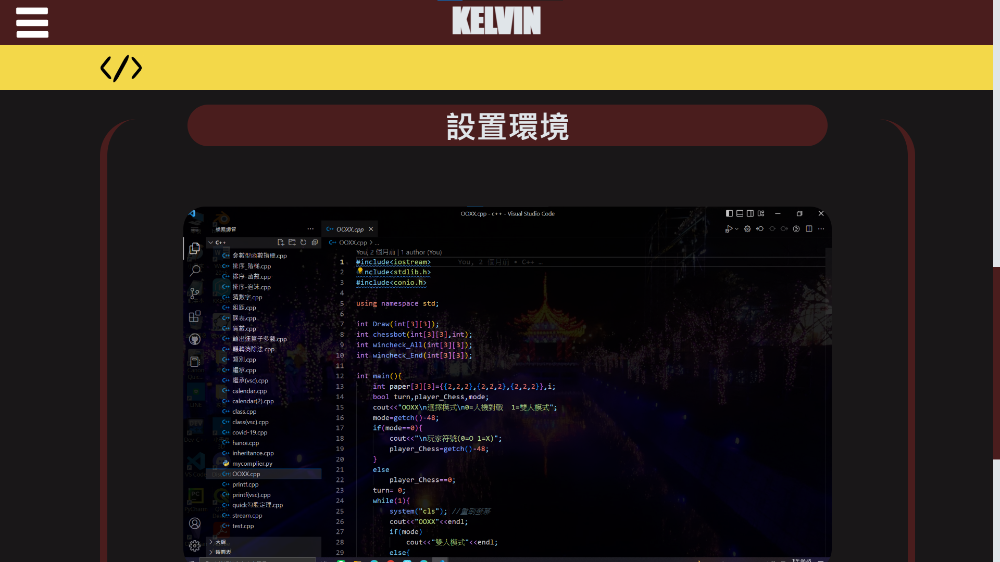 KELVIN
</>
設置環境
OOXX.cpp - c++ - Visual Studio Code
檔案總管
OOXX.cpp
C++
OOXX.cpp > ...
You, 2 個月前 | 1 author (You)
參數型函數指標.cpp
排序_階梯.cpp
排序-函數.cpp
排序-泡沫.cpp
猜數字.cpp
組距.cpp
課表.cpp
質數.cpp
輸出運算子多載.cpp
輾轉消除法.cpp
類別.cpp
繼承.cpp
繼承(vsc).cpp
calendar.cpp
calendar(2).cpp
class.cpp
class(vsc).cpp
covid-19.cpp
hanoi.cpp
inheritance.cpp
mycomplier.py
OOXX.cpp
printf.cpp
printf(vsc).cpp
quick勾股定理.cpp
stream.cpp
test.cpp
大綱
時間表
1 #include<iostream> You, 2 個月前 • C++ …
2 #include<stdlib.h>
3 #include<conio.h>
4
5 using namespace std;
6
7 int Draw(int[3][3]);
8 int chessbot(int[3][3],int);
9 int wincheck_All(int[3][3]);
10 int wincheck_End(int[3][3]);
11
12 int main(){
13 int paper[3][3]={{2,2,2},{2,2,2},{2,2,2}},i;
14 bool turn,player_Chess,mode;
15 cout<<"OOXX\n選擇模式\n0=人機對戰 1=雙人模式";
16 mode=getch()-48;
17 if(mode==0){
18 cout<<"\n玩家符號(0=O 1=X)";
19 player_Chess=getch()-48;
20 }
21 else
22 player_Chess==0;
23 turn= 0;
24 while(1){
25 system("cls"); //重刷螢幕
26 cout<<"OOXX"<<endl;
27 if(mode)
28 cout<<"雙人模式"<<endl;
29 else{
下午 06:45